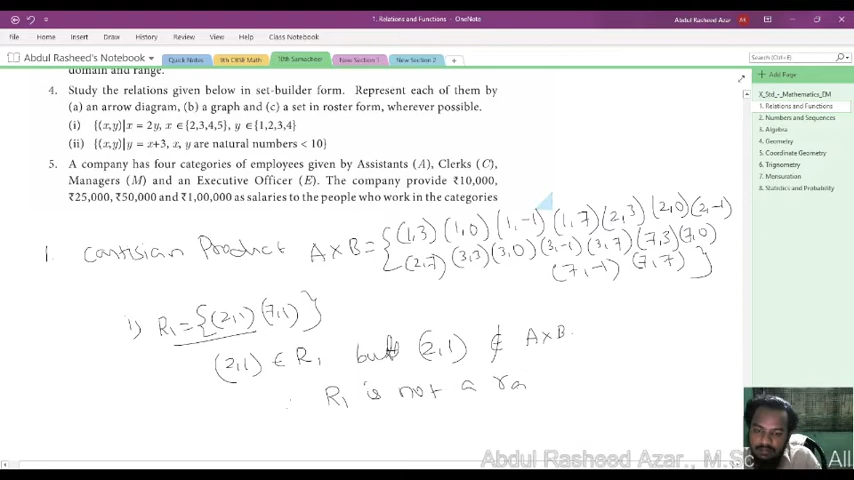 1. Relations and Functions - OneNote
Abdul Rasheed Azar AR
File Home Insert Draw History Review View Help Class Notebook
Abdul Rasheed's Notebook
Quick Notes 9th CBSE Math 10th Samacheer New Section 1 New Section 2 +
Search (Ctrl+E)
domain and range.
4. Study the relations given below in set-builder form. Represent each of them by
(a) an arrow diagram, (b) a graph and (c) a set in roster form, wherever possible.
(i) {(x,y)|x = 2y, x ∈{2,3,4,5}, y ∈{1,2,3,4}
(ii) {(x,y)|y = x+3, x, y are natural numbers < 10}
5. A company has four categories of employees given by Assistants (A), Clerks (C),
Managers (M) and an Executive Officer (E). The company provide ₹10,000,
₹25,000, ₹50,000 and ₹1,00,000 as salaries to the people who work in the categories
1. cartisian Product A×B = {(1,3) (1,0) (1,-1) (1,7) (2,3) (2,0) (2,-1)
(2,7) (3,3) (3,0) (3,-1) (3,7) (7,3) (7,0)
(7,-1) (7,7) }
i) R1 = {(2,1) (7,1)}
(2,1) ∈ R1 but (2,1) ∉ A×B.
∴ R1 is not a ra
Add Page
X_Std_-_Mathematics_EM
1. Relations and Functions
2. Numbers and Sequences
3. Algebra
4. Geometry
5. Coordinate Geometry
6. Trigonometry
7. Mensuration
8. Statistics and Probability
Abdul Rasheed Azar., M.Sc All